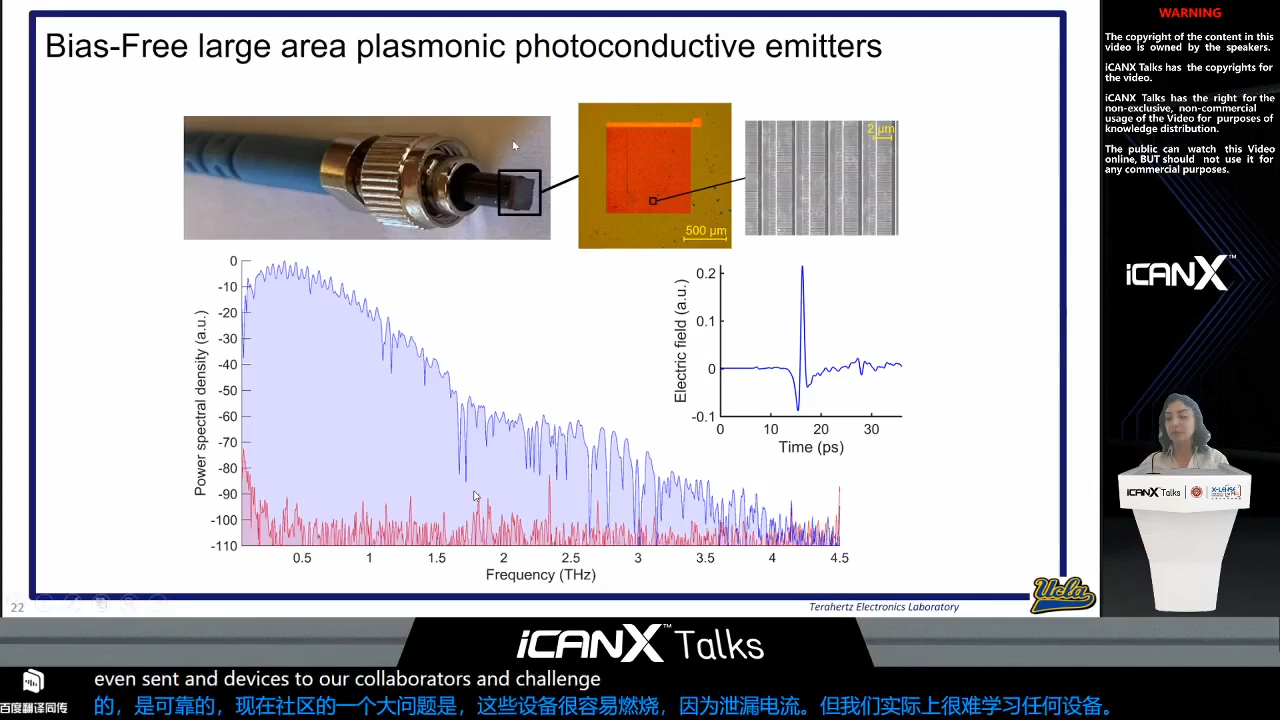 Bias-Free large area plasmonic photoconductive emitters
2 μm
500 μm
Power spectral density (a.u.)
0
-10
-20
-30
-40
-50
-60
-70
-80
-90
-100
-110
0.5
1
1.5
2
2.5
3
3.5
4
4.5
Frequency (THz)
Electric field (a.u.)
0.2
0.1
0
-0.1
0
10
20
30
Time (ps)
22
Terahertz Electronics Laboratory
Ucla
WARNING
The copyright of the content in this
video is owned by the speakers.
iCANX Talks has the copyrights for
the video.
iCANX Talks has the right for the
non-exclusive, non-commercial
usage of the Video for purposes of
knowledge distribution.
The public can watch this Video
online, BUT should not use it for
any commercial purposes.
iCANX™
iCANX Talks
iCANX™ Talks
even sent and devices to our collaborators and challenge
百度翻译同传
的，是可靠的，现在社区的一个大问题是，这些设备很容易燃烧，因为泄漏电流。但我们实际上很难学习任何设备。